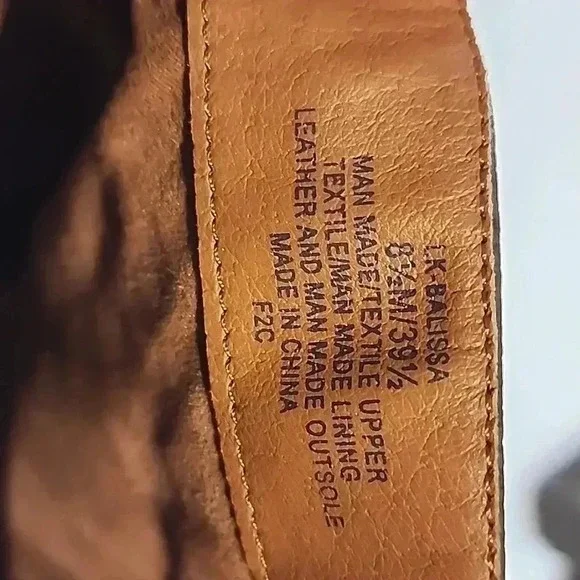 LK-BALISSA
8½M/39½
MAN MADE/TEXTILE UPPER
TEXTILE/MAN MADE LINING
LEATHER AND MAN MADE OUTSOLE
MADE IN CHINA
F2C